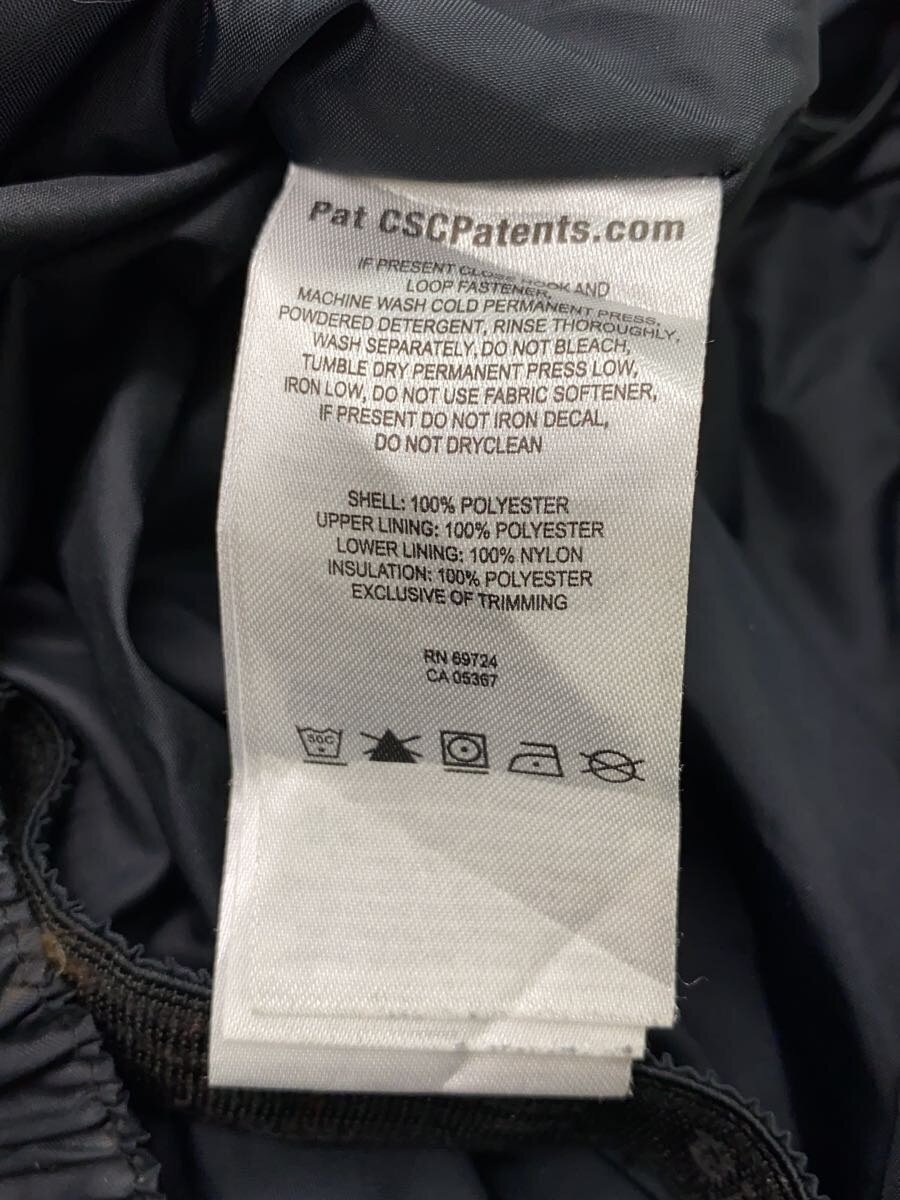 Pat CSCPatents.com
IF PRESENT CLOSE HOOK AND
LOOP FASTENER,
MACHINE WASH COLD PERMANENT PRESS,
POWDERED DETERGENT, RINSE THOROUGHLY,
WASH SEPARATELY, DO NOT BLEACH,
TUMBLE DRY PERMANENT PRESS LOW,
IRON LOW, DO NOT USE FABRIC SOFTENER,
IF PRESENT DO NOT IRON DECAL,
DO NOT DRYCLEAN
SHELL: 100% POLYESTER
UPPER LINING: 100% POLYESTER
LOWER LINING: 100% NYLON
INSULATION: 100% POLYESTER
EXCLUSIVE OF TRIMMING
RN 69724
CA 05367